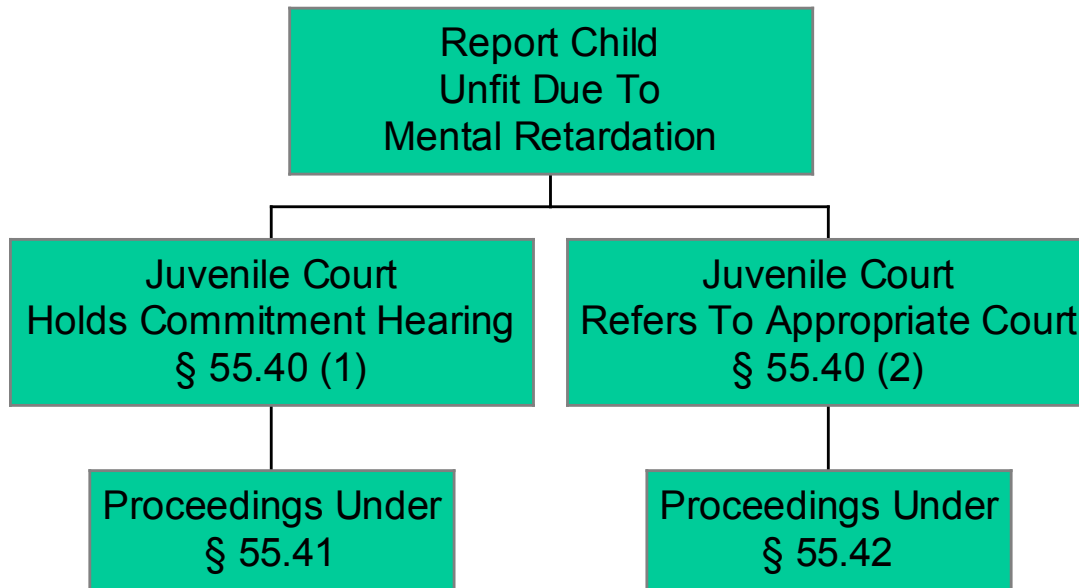 Report Child
Unfit Due To
Mental Retardation
Juvenile Court
Holds Commitment Hearing
§ 55.40 (1)
Juvenile Court
Refers To Appropriate Court
§ 55.40 (2)
Proceedings Under
§ 55.41
Proceedings Under
§ 55.42